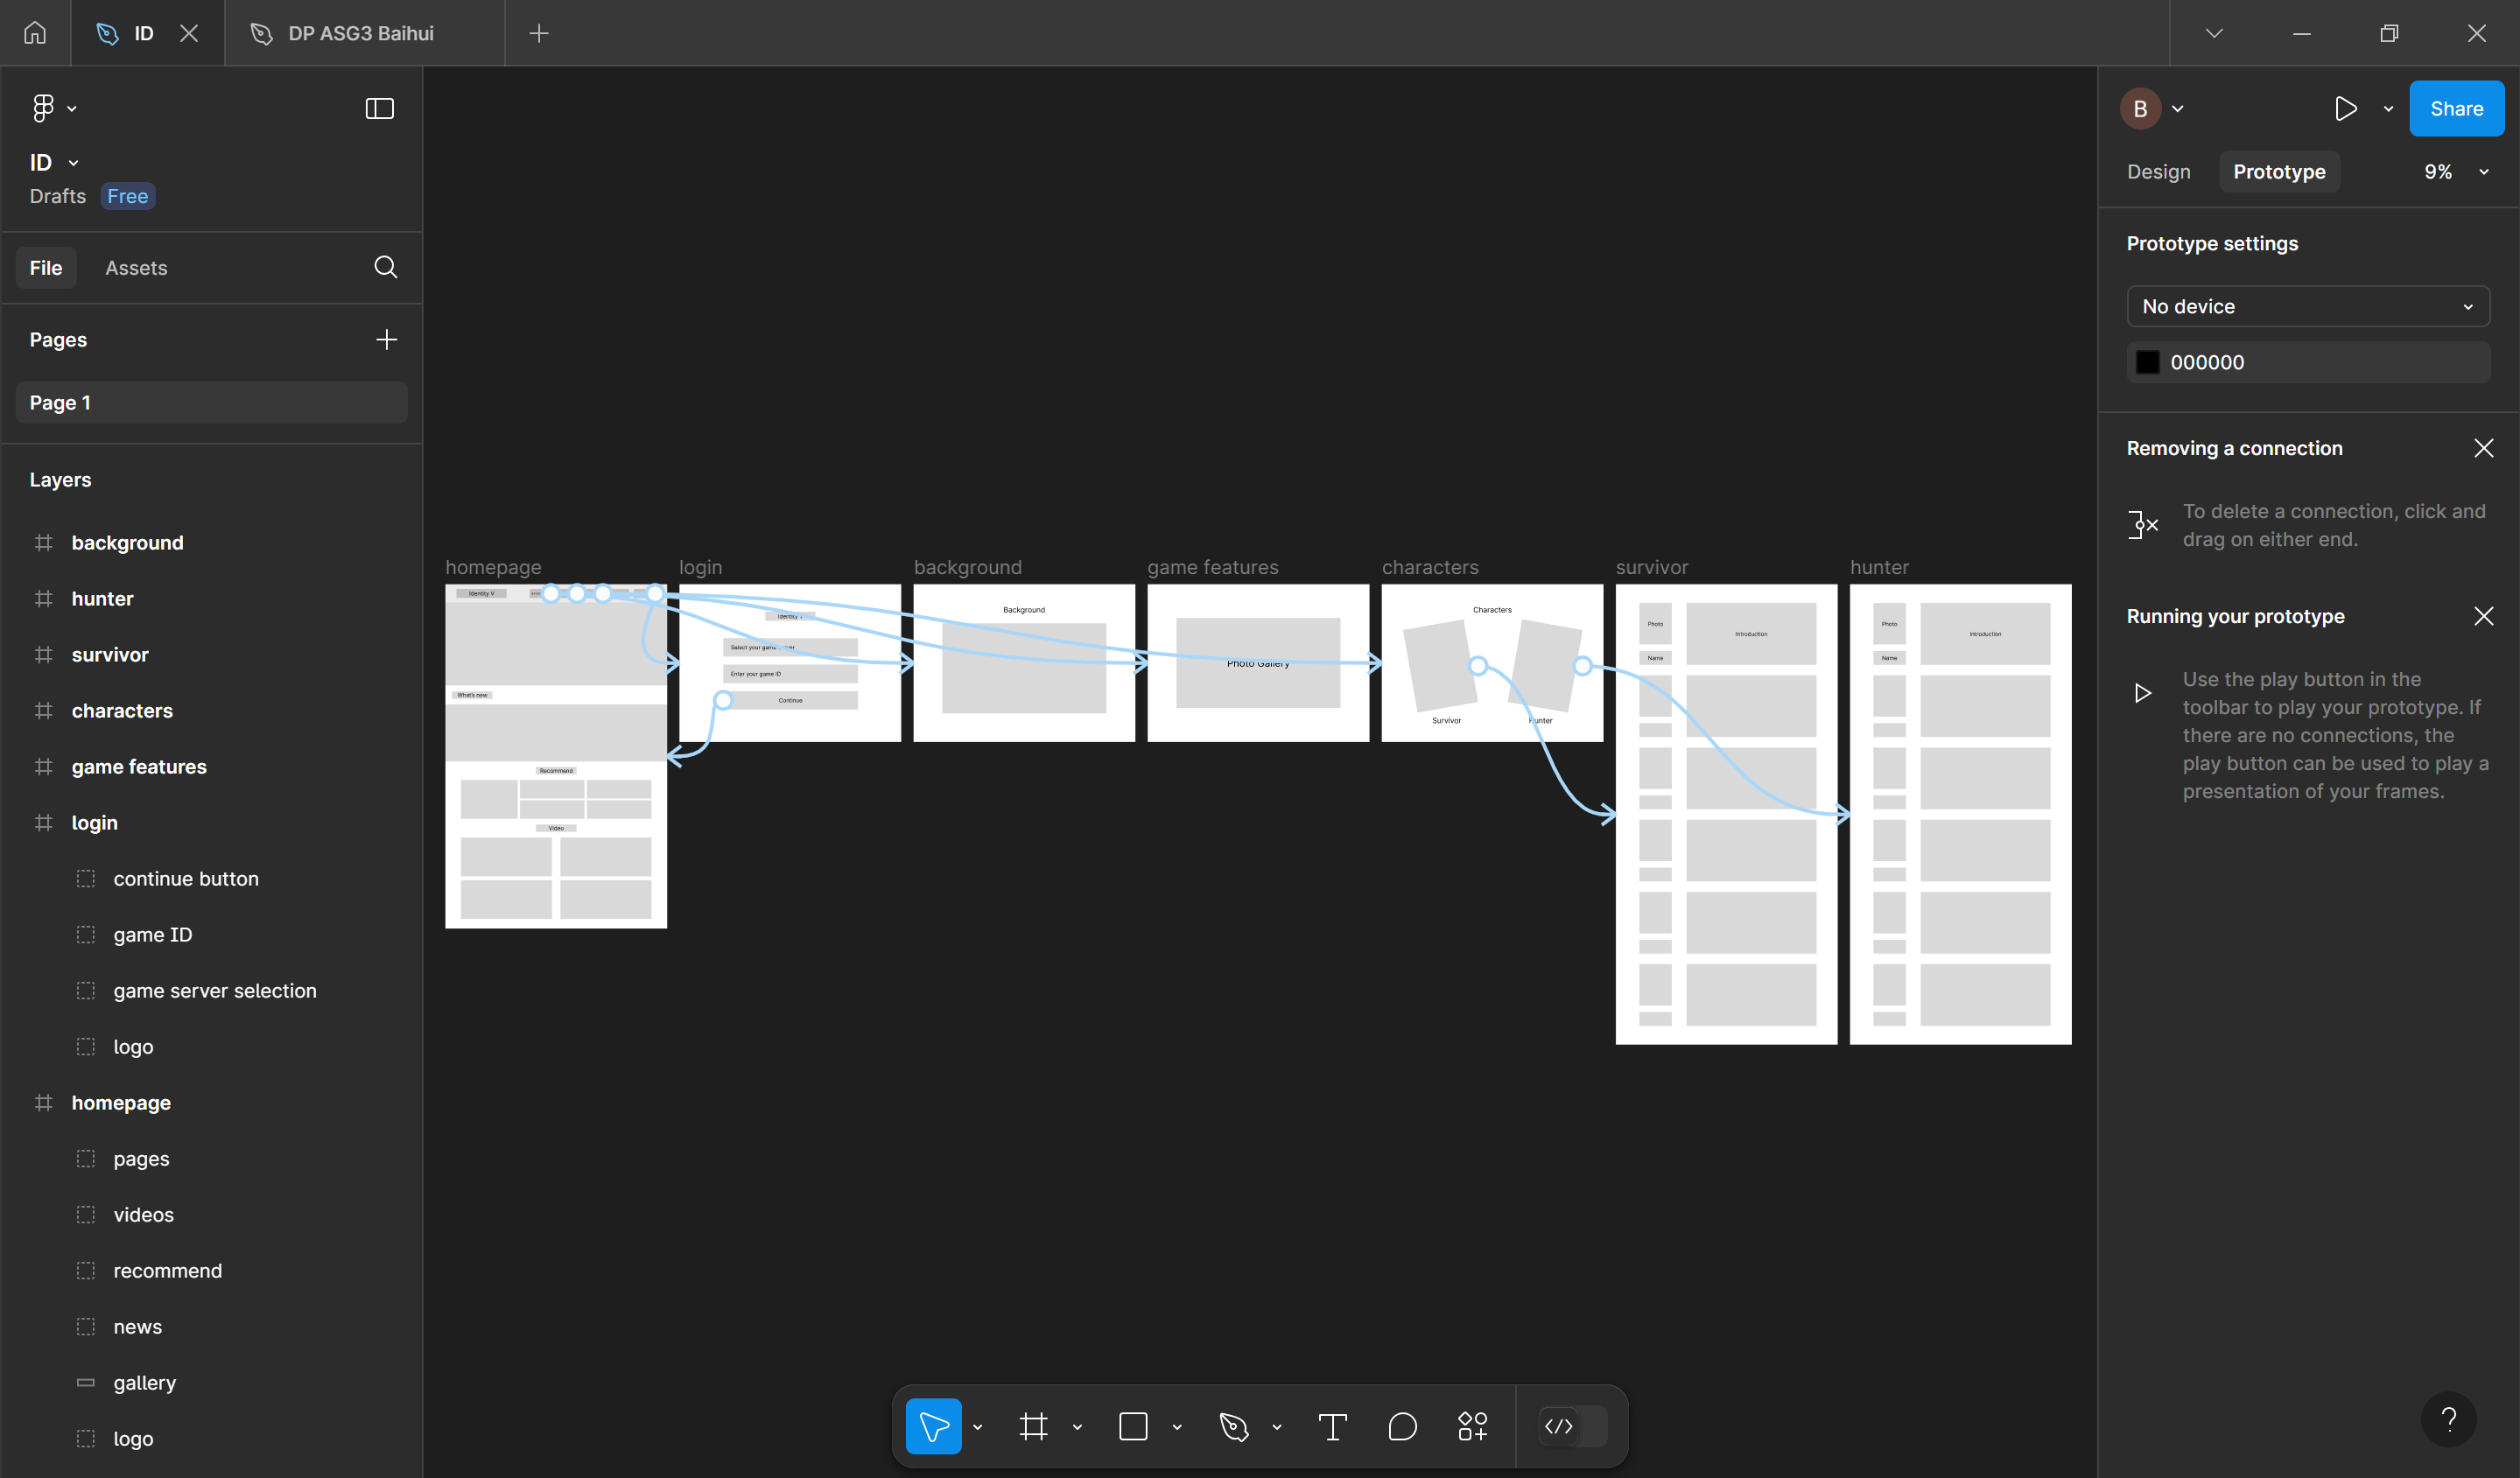 ID
DP ASG3 Baihui
ID
Drafts Free
File Assets
Pages
Page 1
Layers
background
hunter
survivor
characters
game features
login
continue button
game ID
game server selection
logo
homepage
pages
videos
recommend
news
gallery
logo
homepage
Identity V
What's new
Recommend
Video
login
Identity
Select your game
Enter your game ID
Continue
background
Background
game features
Photo Gallery
characters
Characters
Survivor
Hunter
survivor
Photo
Introduction
Name
hunter
Photo
Introduction
Name
B
Share
Design Prototype 9%
Prototype settings
No device
000000
Removing a connection
To delete a connection, click and
drag on either end.
Running your prototype
Use the play button in the
toolbar to play your prototype. If
there are no connections, the
play button can be used to play a
presentation of your frames.
?